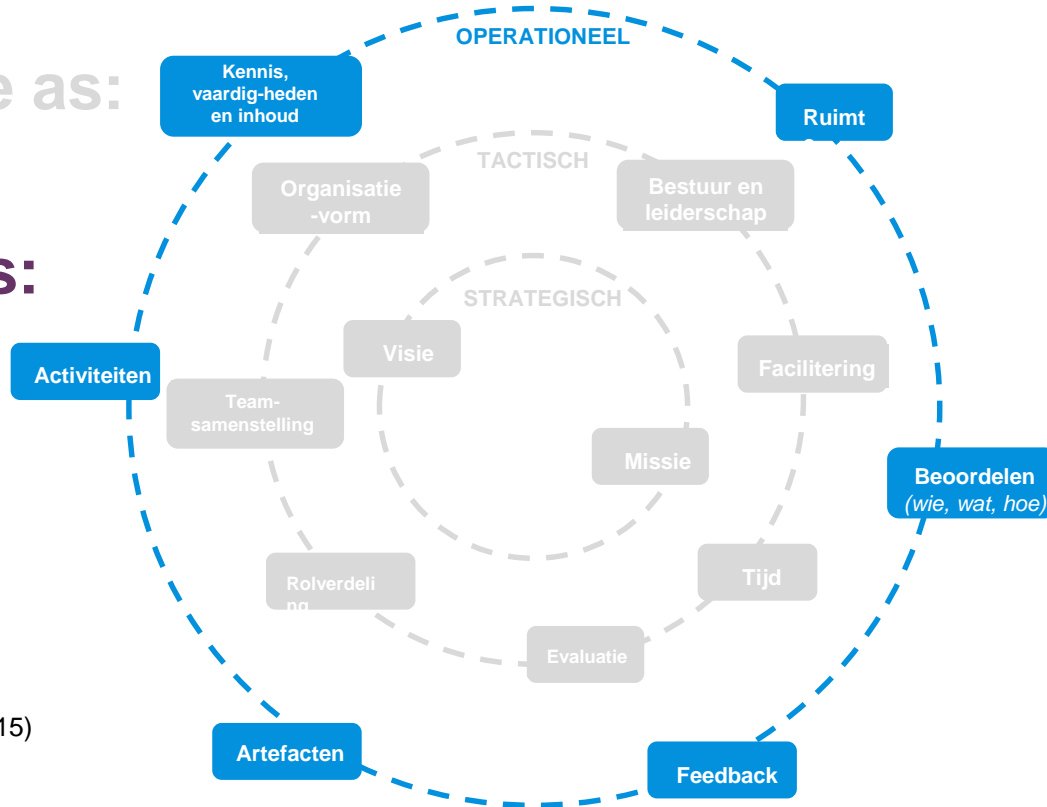 OPERATIONEEL
e as:
Kennis,
vaardig-heden
en inhoud
Ruimt
TACTISCH
Organisatie
-vorm
Bestuur en
leiderschap
s:
STRATEGISCH
Visie
Facilitering
Activiteiten
Team-
samenstelling
Missie
Beoordelen
(wie, wat, hoe)
Tijd
Rolverdeli
ng
Evaluatie
15)
Artefacten
Feedback